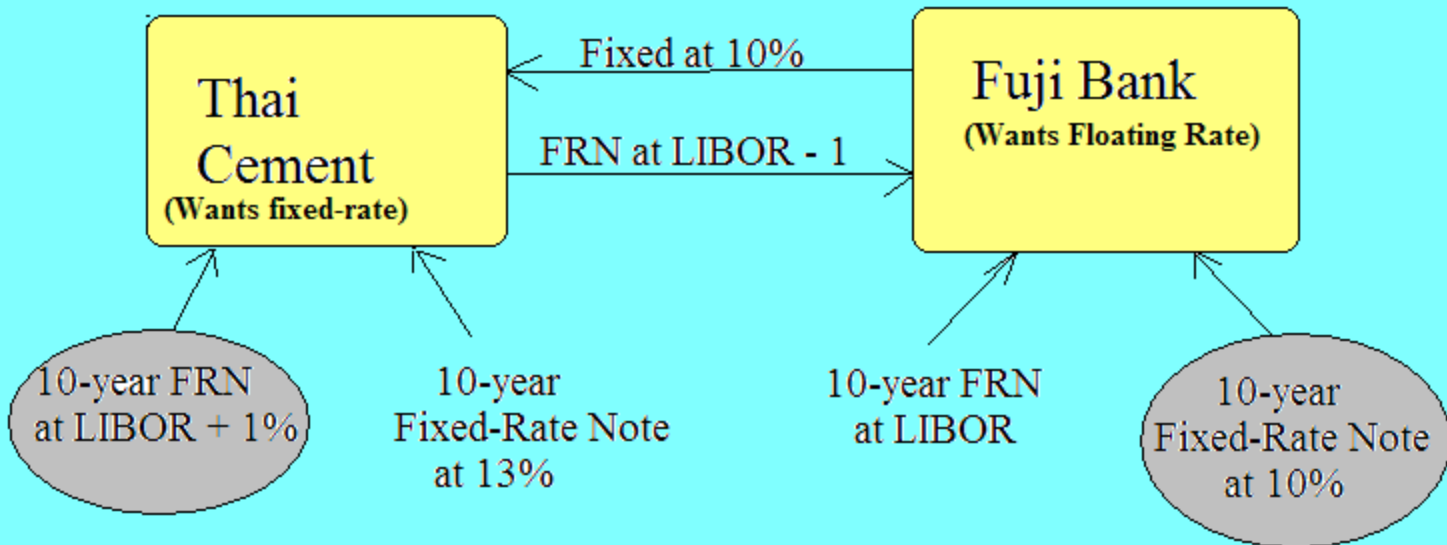 Thai
Cement
(Wants fixed-rate)
Fixed at 10%
FRN at LIBOR - 1
Fuji Bank
(Wants Floating Rate)
10-year FRN
at LIBOR + 1%
10-year
Fixed-Rate Note
at 13%
10-year FRN
at LIBOR
10-year
Fixed-Rate Note
at 10%